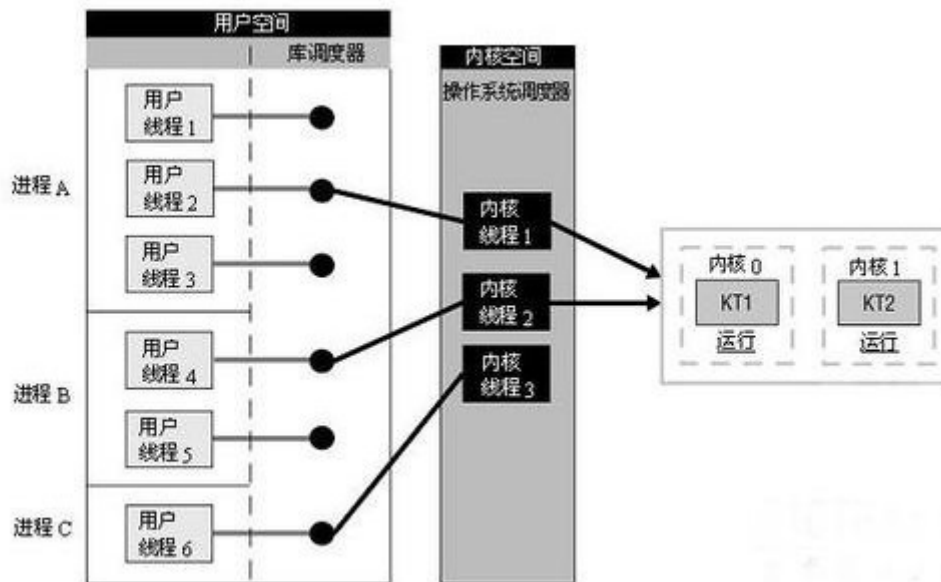 用户空间
库调度器
内核空间
操作系统调度器
进程A
用户
线程1
用户
线程2
用户
线程3
进程B
用户
线程4
用户
线程5
进程C
用户
线程6
内核
线程1
内核
线程2
内核
线程3
内核0
KT1
运行
内核1
KT2
运行